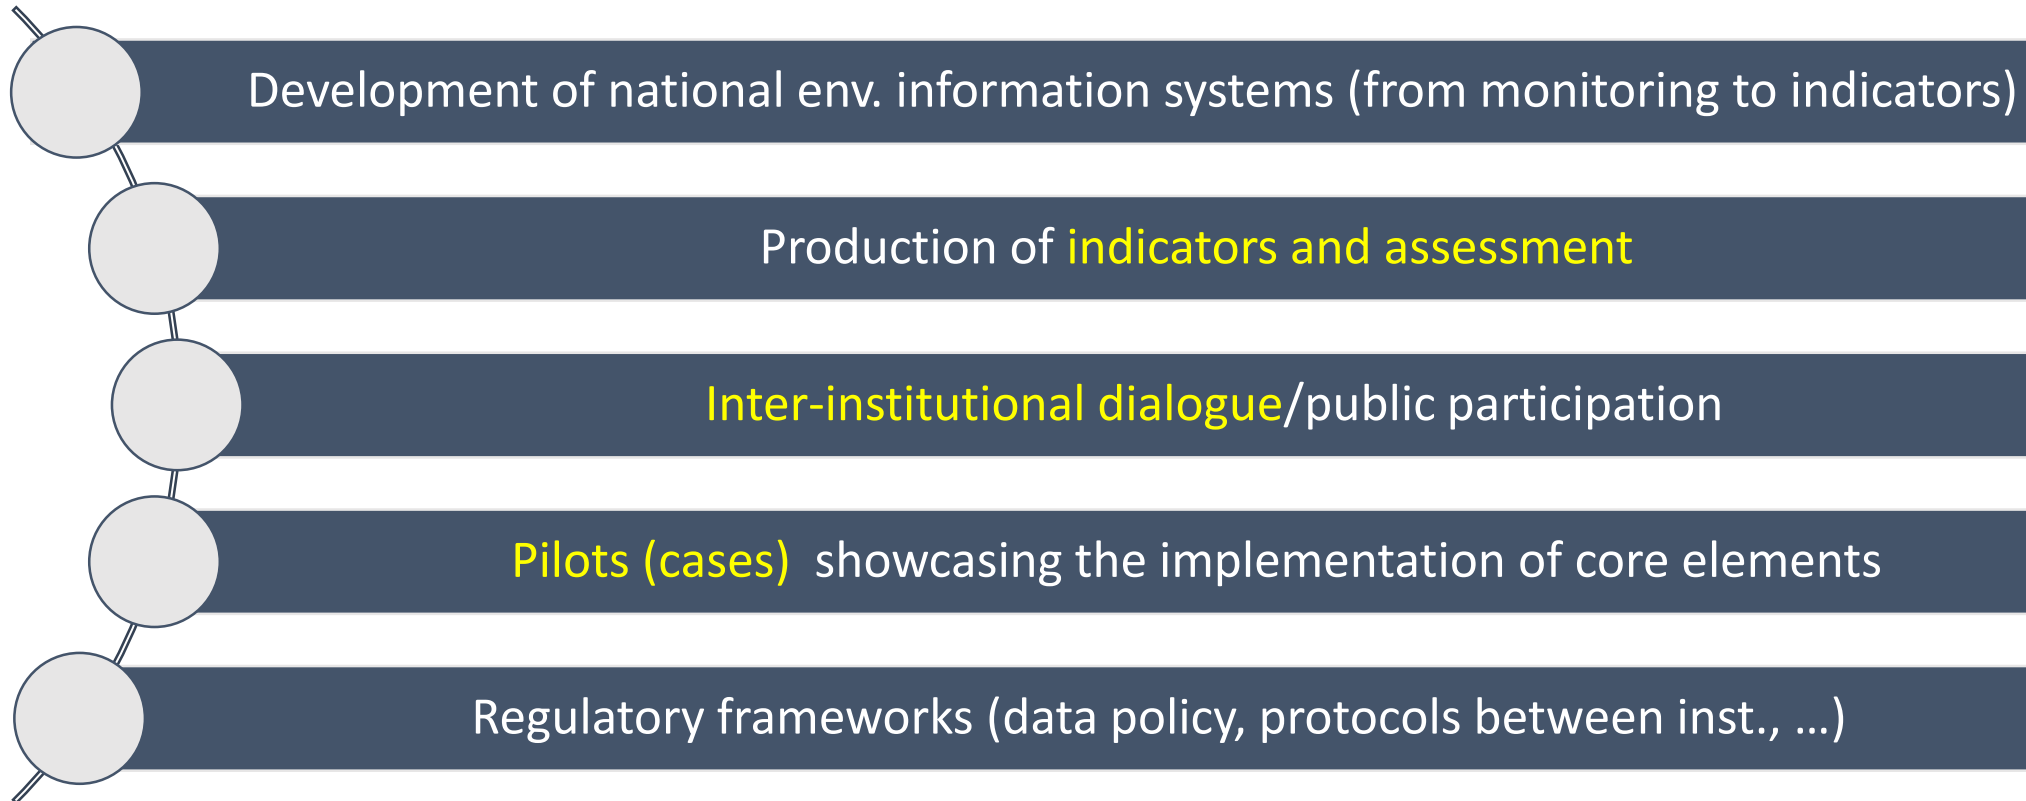 Development of national env. information systems (from monitoring to indicators)
Production of indicators and assessment
Inter-institutional dialogue/public participation
Pilots (cases) showcasing the implementation of core elements
Regulatory frameworks (data policy, protocols between inst., …)